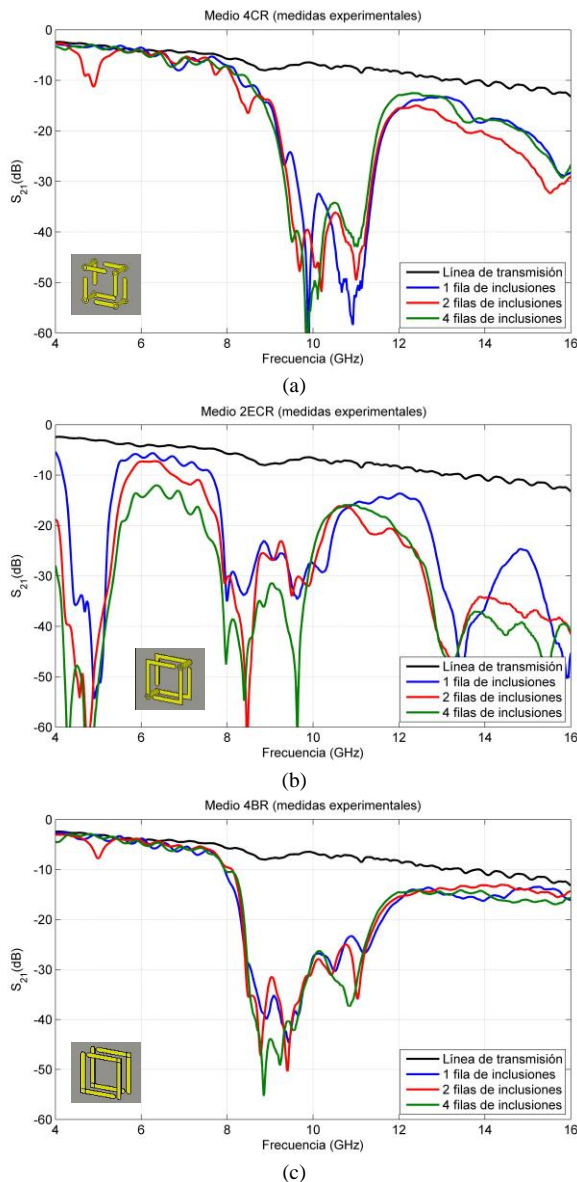 Medio 4CR (medidas experimentales)
0
-10
-20
-30
-40
-50
-60
S21(dB)
Línea de transmisión
1 fila de inclusiones
2 filas de inclusiones
4 filas de inclusiones
4 6 8 10 12 14 16
Frecuencia (GHz)
(a)
Medio 2ECR (medidas experimentales)
0
-10
-20
-30
-40
-50
-60
S21(dB)
Línea de transmisión
1 fila de inclusiones
2 filas de inclusiones
4 filas de inclusiones
4 6 8 10 12 14 16
Frecuencia (GHz)
(b)
Medio 4BR (medidas experimentales)
0
-10
-20
-30
-40
-50
-60
S21(dB)
Línea de transmisión
1 fila de inclusiones
2 filas de inclusiones
4 filas de inclusiones
4 6 8 10 12 14 16
Frecuencia (GHz)
(c)